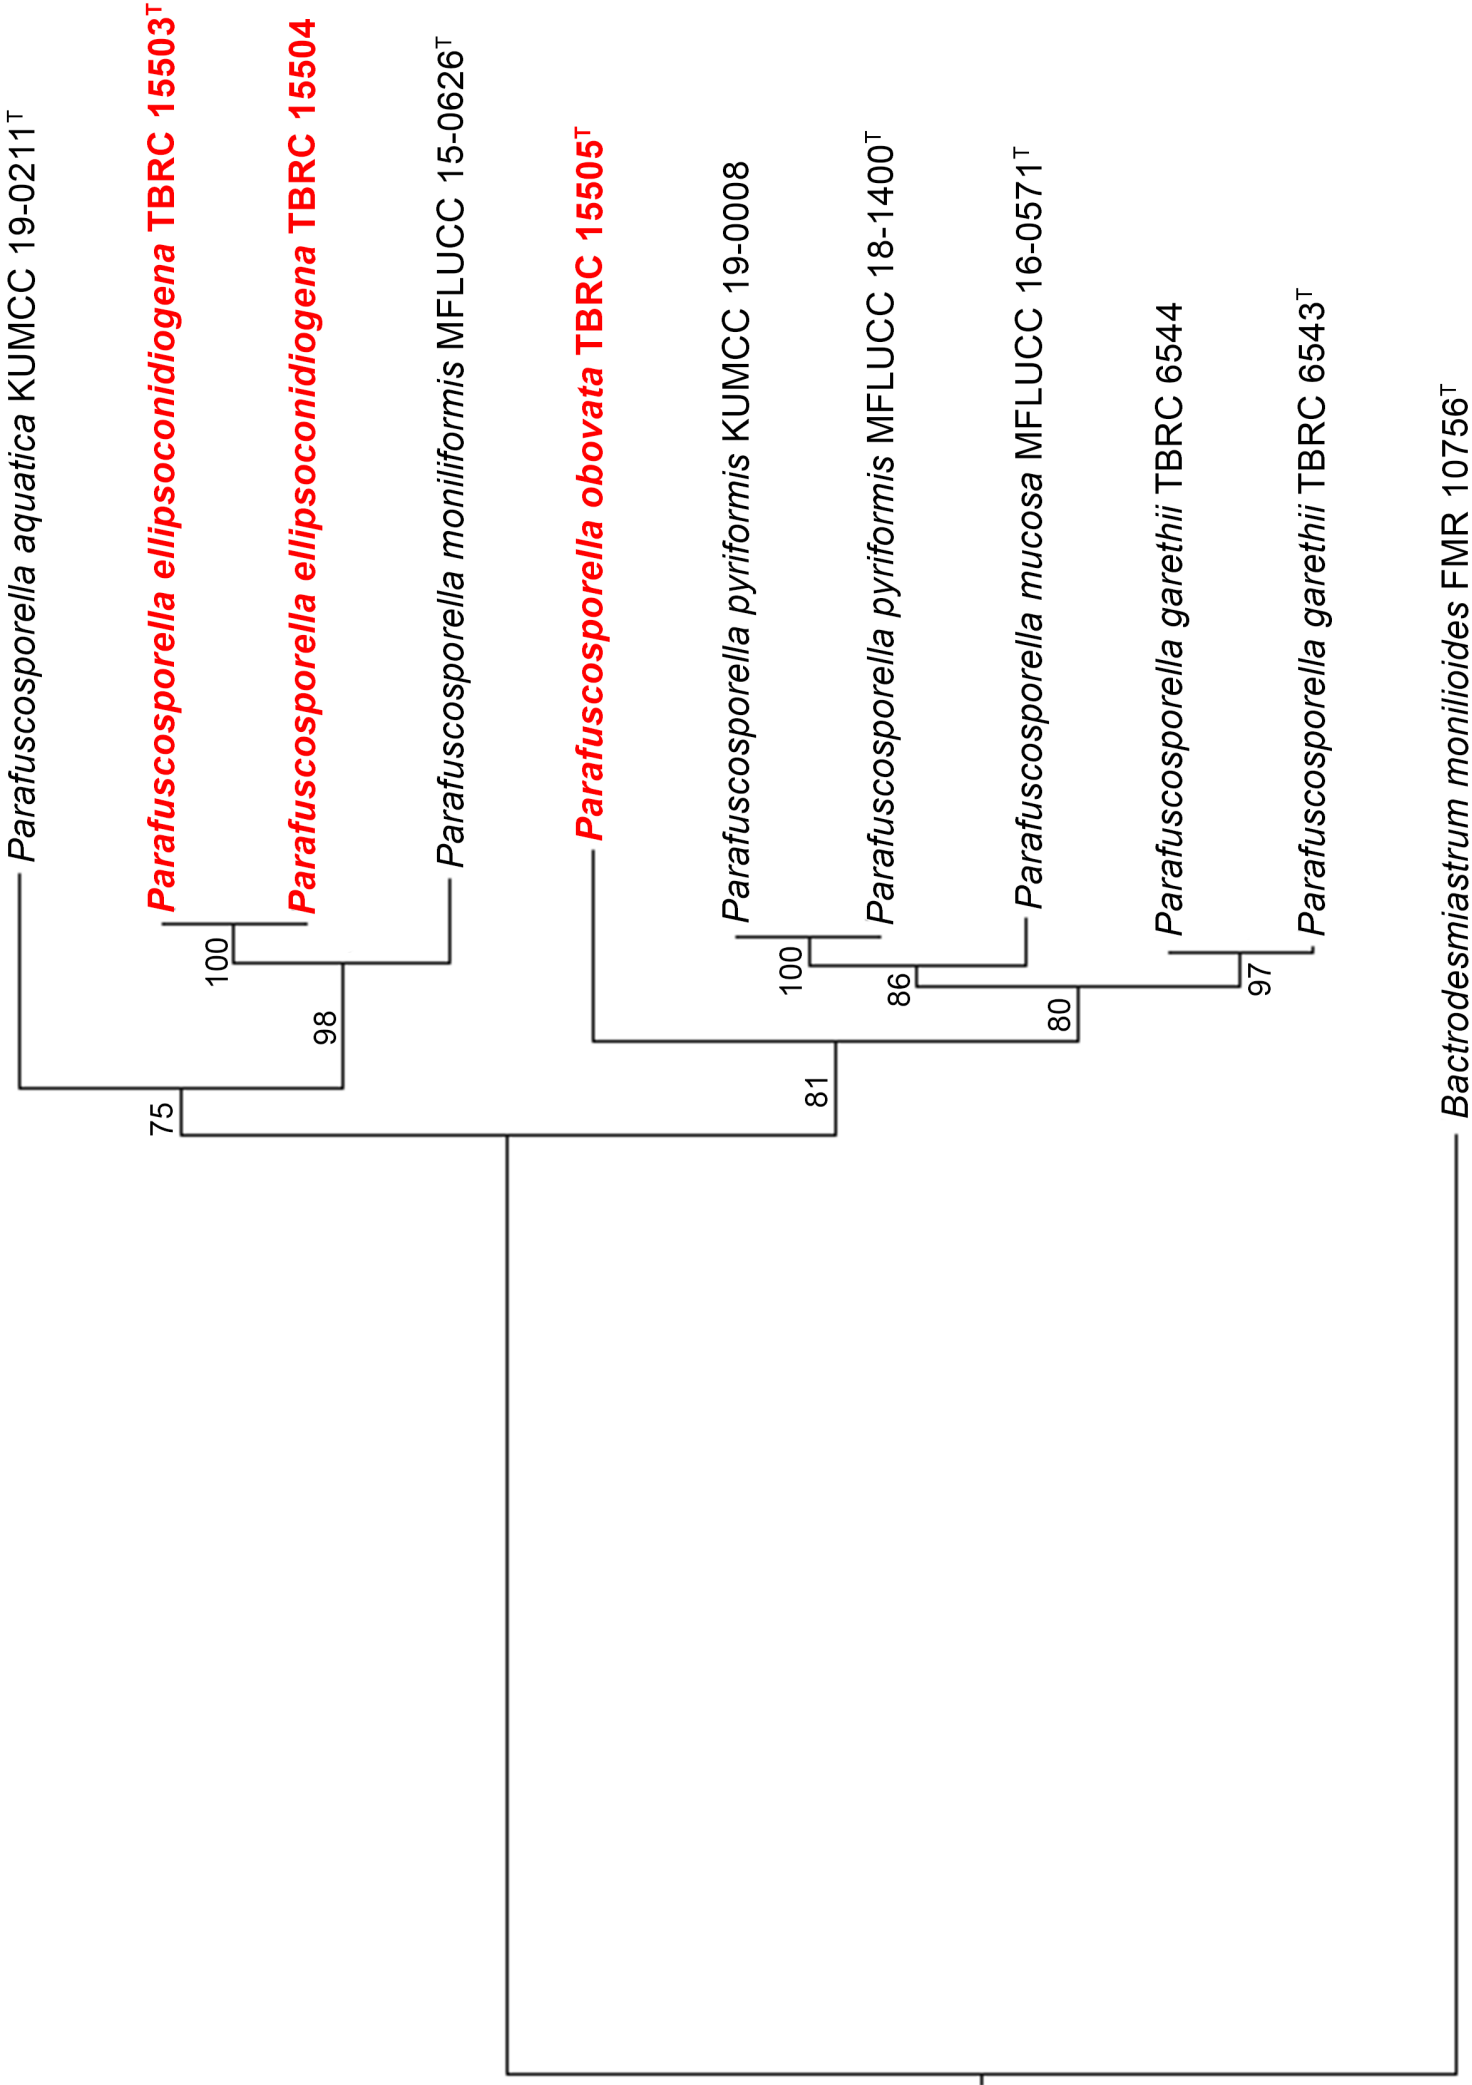 Parafuscosporella aquatica KUMCC 19-0211ᵀ
Parafuscosporella ellipsoconidiogena TBRC 15503ᵀ
100
Parafuscosporella ellipsoconidiogena TBRC 15504
98
Parafuscosporella moniliformis MFLUCC 15-0626ᵀ
75
Parafuscosporella obovata TBRC 15505ᵀ
81
Parafuscosporella pyriformis KUMCC 19-0008
100
Parafuscosporella pyriformis MFLUCC 18-1400ᵀ
86
Parafuscosporella mucosa MFLUCC 16-0571ᵀ
80
Parafuscosporella garethii TBRC 6544
97
Parafuscosporella garethii TBRC 6543ᵀ
Bactrodesmiastrum monilioides FMR 10756ᵀ